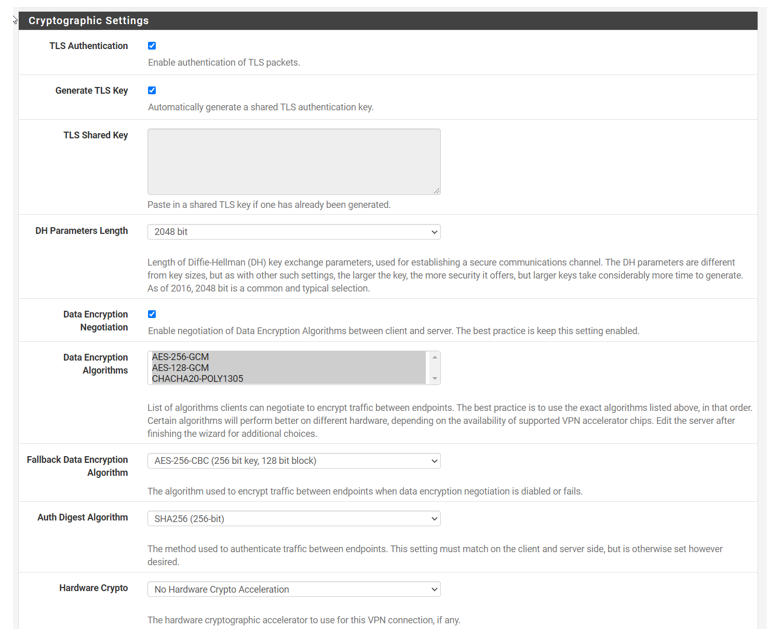 Cryptographic Settings
TLS Authentication
Enable authentication of TLS packets.
Generate TLS Key
Automatically generate a shared TLS authentication key.
TLS Shared Key
Paste in a shared TLS key if one has already been generated.
DH Parameters Length
2048 bit
Length of Diffie-Hellman (DH) key exchange parameters, used for establishing a secure communications channel. The DH parameters are different
from key sizes, but as with other such settings, the larger the key, the more security it offers, but larger keys take considerably more time to generate.
As of 2016, 2048 bit is a common and typical selection.
Data Encryption
Negotiation
Enable negotiation of Data Encryption Algorithms between client and server. The best practice is keep this setting enabled.
Data Encryption
Algorithms
AES-256-GCM
AES-128-GCM
CHACHA20-POLY1305
List of algorithms clients can negotiate to encrypt traffic between endpoints. The best practice is to use the exact algorithms listed above, in that order.
Certain algorithms will perform better on different hardware, depending on the availability of supported VPN accelerator chips. Edit the server after
finishing the wizard for additional choices.
Fallback Data Encryption
Algorithm
AES-256-CBC (256 bit key, 128 bit block)
The algorithm used to encrypt traffic between endpoints when data encryption negotiation is diabled or fails.
Auth Digest Algorithm
SHA256 (256-bit)
The method used to authenticate traffic between endpoints. This setting must match on the client and server side, but is otherwise set however
desired.
Hardware Crypto
No Hardware Crypto Acceleration
The hardware cryptographic accelerator to use for this VPN connection, if any.